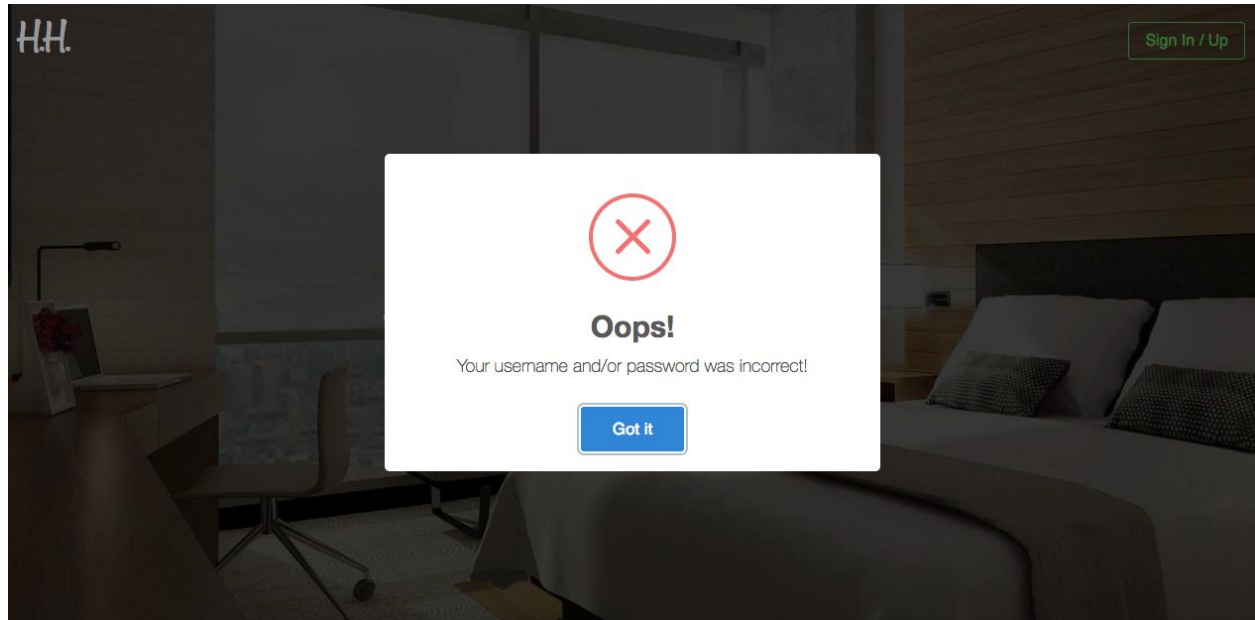 H.H.
Sign In / Up
Oops!
Your username and/or password was incorrect!
Got it